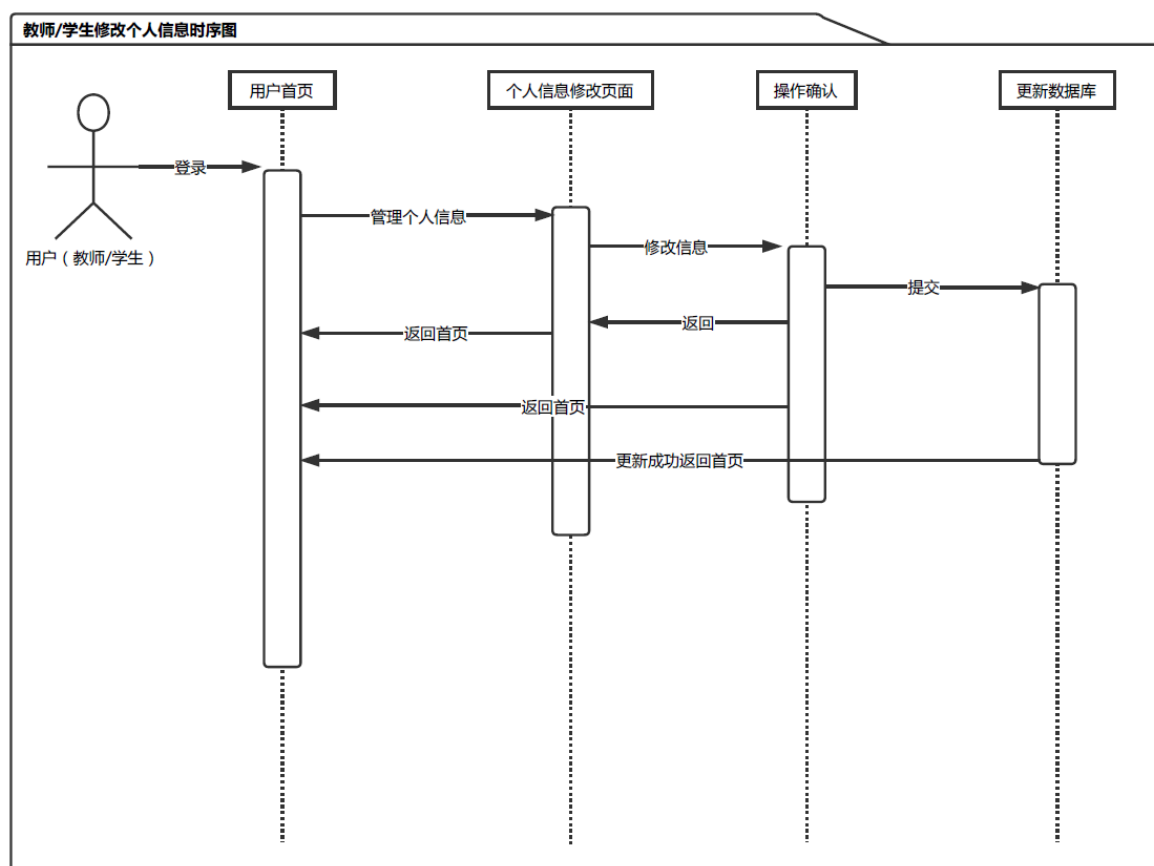 教师/学生修改个人信息时序图
用户首页
个人信息修改页面
操作确认
更新数据库
登录
管理个人信息
修改信息
用户（教师/学生）
提交
返回
返回首页
返回首页
更新成功返回首页